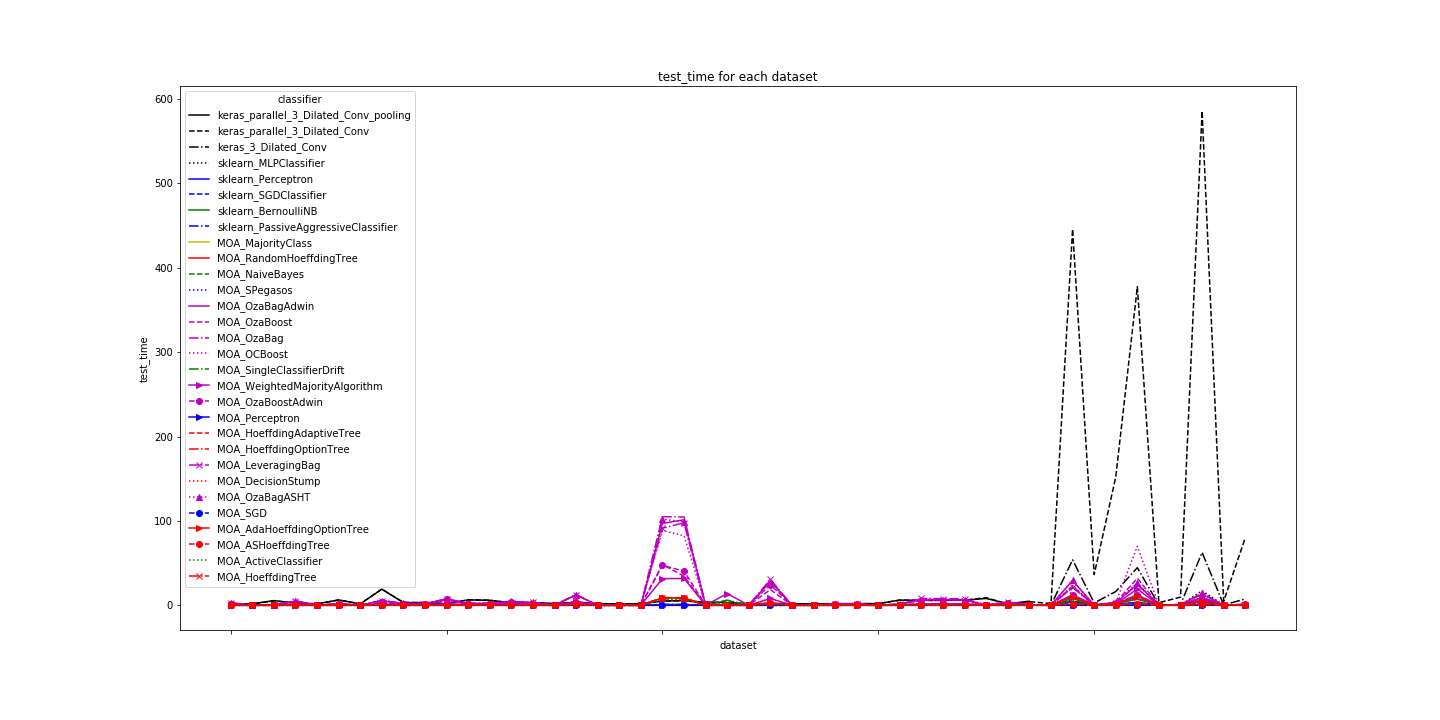 test_time for each dataset
600
500
400
300
200
100
0
test_time
classifier
keras_parallel_3_Dilated_Conv_pooling
keras_parallel_3_Dilated_Conv
keras_3_Dilated_Conv
sklearn_MLPClassifier
sklearn_Perceptron
sklearn_SGDClassifier
sklearn_BernoulliNB
sklearn_PassiveAggressiveClassifier
MOA_MajorityClass
MOA_RandomHoeffdingTree
MOA_NaiveBayes
MOA_SPegasos
MOA_OzaBagAdwin
MOA_OzaBoost
MOA_OzaBag
MOA_OCBoost
MOA_SingleClassifierDrift
MOA_WeightedMajorityAlgorithm
MOA_OzaBoostAdwin
MOA_Perceptron
MOA_HoeffdingAdaptiveTree
MOA_HoeffdingOptionTree
MOA_LeveragingBag
MOA_DecisionStump
MOA_OzaBagASHT
MOA_SGD
MOA_AdaHoeffdingOptionTree
MOA_ASHoeffdingTree
MOA_ActiveClassifier
MOA_HoeffdingTree
dataset